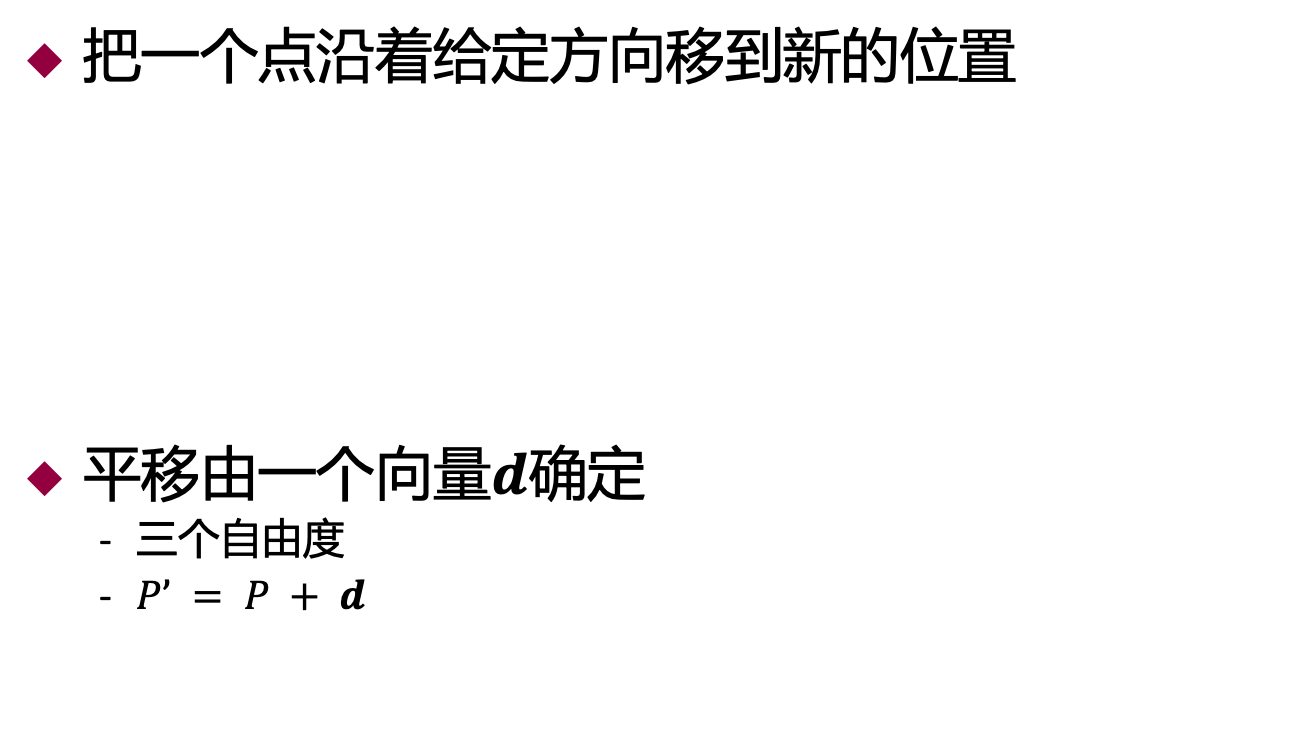 ◆ 把一个点沿着给定方向移到新的位置
◆ 平移由一个向量d确定
- 三个自由度
- P’ = P + d